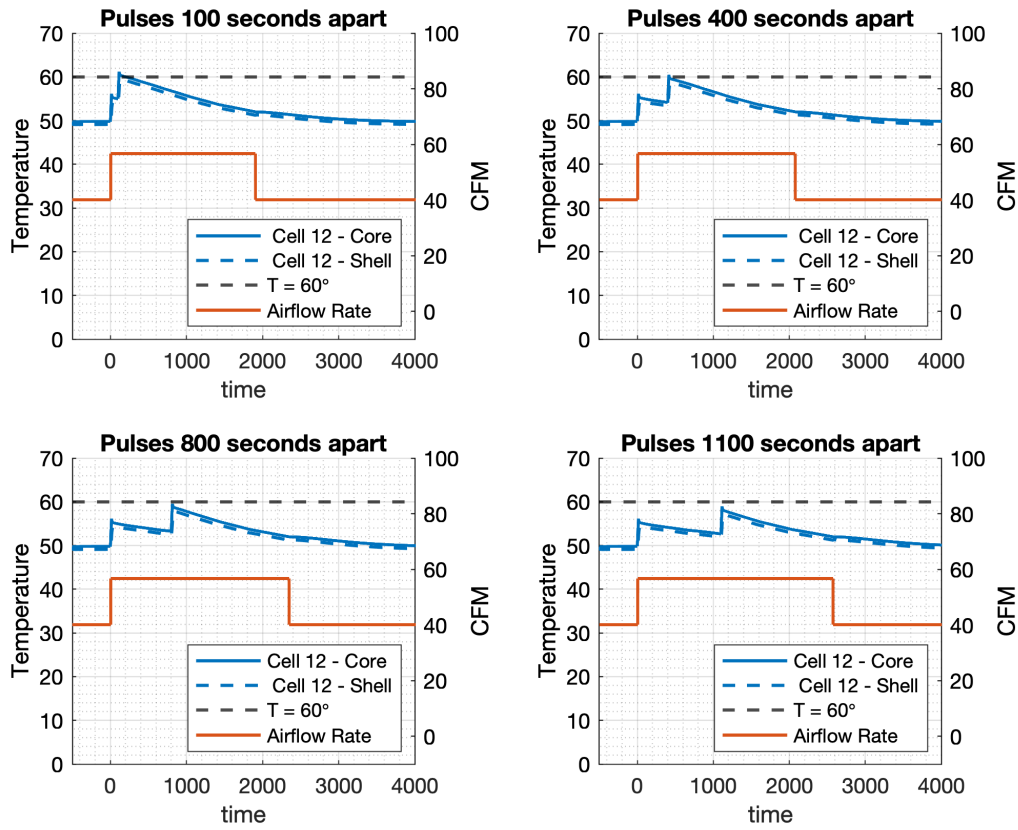 Pulses 100 seconds apart
70
60
50
40
30
20
10
0
Temperature
100
80
60
40
20
0
CFM
Cell 12 - Core
Cell 12 - Shell
T = 60°
Airflow Rate
0 1000 2000 3000 4000
time
Pulses 400 seconds apart
70
60
50
40
30
20
10
0
Temperature
100
80
60
40
20
0
CFM
Cell 12 - Core
Cell 12 - Shell
T = 60°
Airflow Rate
0 1000 2000 3000 4000
time
Pulses 800 seconds apart
70
60
50
40
30
20
10
0
Temperature
100
80
60
40
20
0
CFM
Cell 12 - Core
Cell 12 - Shell
T = 60°
Airflow Rate
0 1000 2000 3000 4000
time
Pulses 1100 seconds apart
70
60
50
40
30
20
10
0
Temperature
100
80
60
40
20
0
CFM
Cell 12 - Core
Cell 12 - Shell
T = 60°
Airflow Rate
0 1000 2000 3000 4000
time